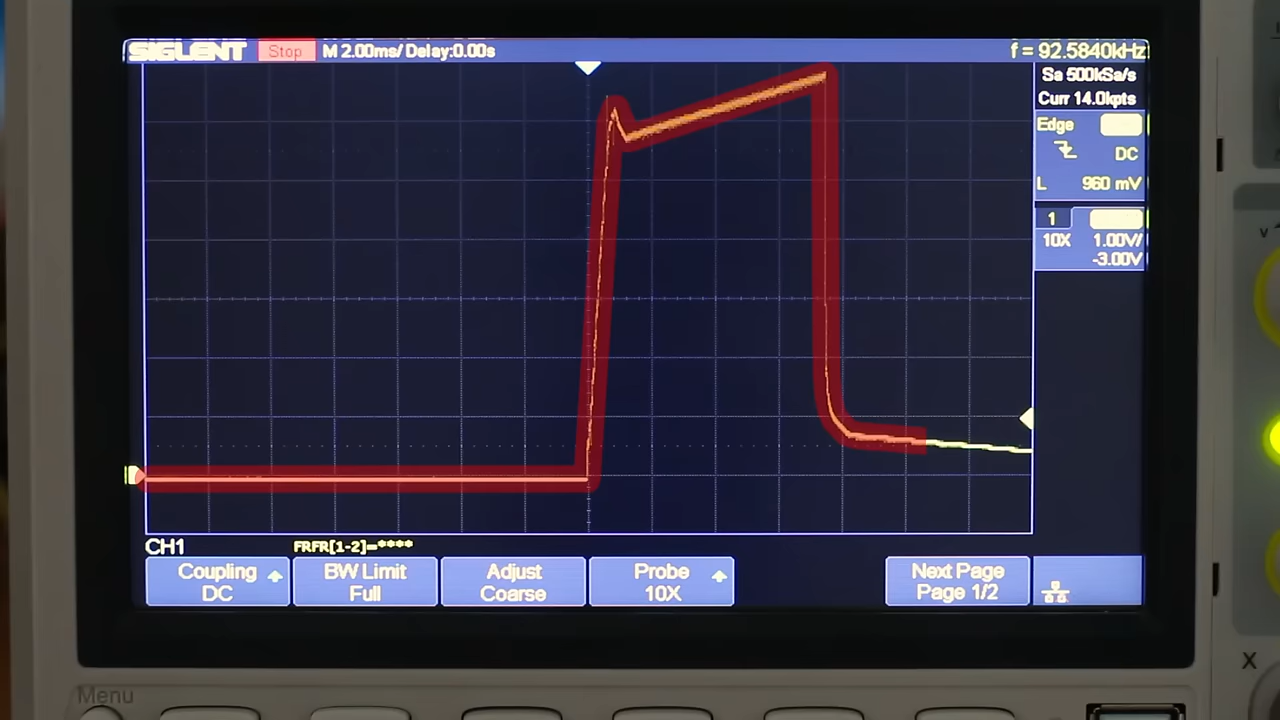 SIGLENT Stop M 2.00ms/ Delay:0.00s f = 92.5840kHz
Sa 500kSa/s
Curr 14.0kpts
Edge
DC
L 960 mV
1
10X 1.00V/
-3.00V
CH1 FRFR[1-2]=****
Coupling
DC
BW Limit
Full
Adjust
Coarse
Probe
10X
Next Page
Page 1/2
Menu
V
X